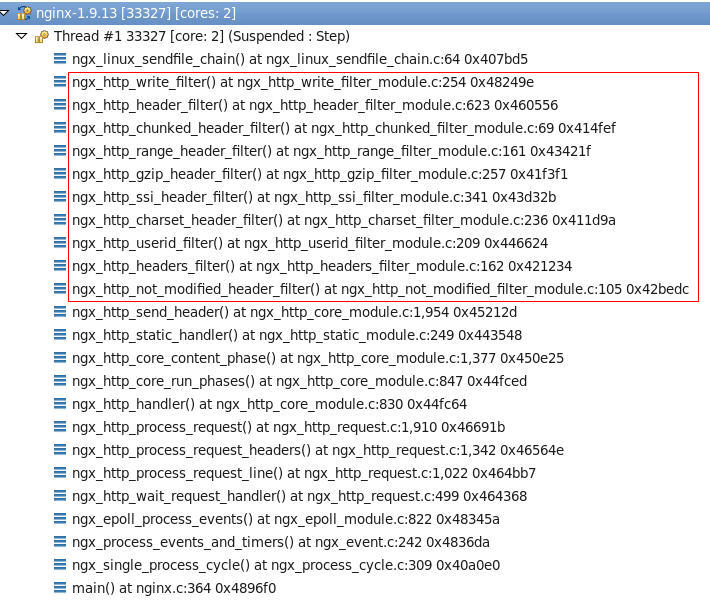 nginx-1.9.13 [33327] [cores: 2]
Thread #1 33327 [core: 2] (Suspended : Step)
ngx_linux_sendfile_chain() at ngx_linux_sendfile_chain.c:64 0x407bd5
ngx_http_write_filter() at ngx_http_write_filter_module.c:254 0x48249e
ngx_http_header_filter() at ngx_http_header_filter_module.c:623 0x460556
ngx_http_chunked_header_filter() at ngx_http_chunked_filter_module.c:69 0x414fef
ngx_http_range_header_filter() at ngx_http_range_filter_module.c:161 0x43421f
ngx_http_gzip_header_filter() at ngx_http_gzip_filter_module.c:257 0x41f3f1
ngx_http_ssi_header_filter() at ngx_http_ssi_filter_module.c:341 0x43d32b
ngx_http_charset_header_filter() at ngx_http_charset_filter_module.c:236 0x411d9a
ngx_http_userid_filter() at ngx_http_userid_filter_module.c:209 0x446624
ngx_http_headers_filter() at ngx_http_headers_filter_module.c:162 0x421234
ngx_http_not_modified_header_filter() at ngx_http_not_modified_filter_module.c:105 0x42bedc
ngx_http_send_header() at ngx_http_core_module.c:1,954 0x45212d
ngx_http_static_handler() at ngx_http_static_module.c:249 0x443548
ngx_http_core_content_phase() at ngx_http_core_module.c:1,377 0x450e25
ngx_http_core_run_phases() at ngx_http_core_module.c:847 0x44fced
ngx_http_handler() at ngx_http_core_module.c:830 0x44fc64
ngx_http_process_request() at ngx_http_request.c:1,910 0x46691b
ngx_http_process_request_headers() at ngx_http_request.c:1,342 0x46564e
ngx_http_process_request_line() at ngx_http_request.c:1,022 0x464bb7
ngx_http_wait_request_handler() at ngx_http_request.c:499 0x464368
ngx_epoll_process_events() at ngx_epoll_module.c:822 0x48345a
ngx_process_events_and_timers() at ngx_event.c:242 0x4836da
ngx_single_process_cycle() at ngx_process_cycle.c:309 0x40a0e0
main() at nginx.c:364 0x4896f0